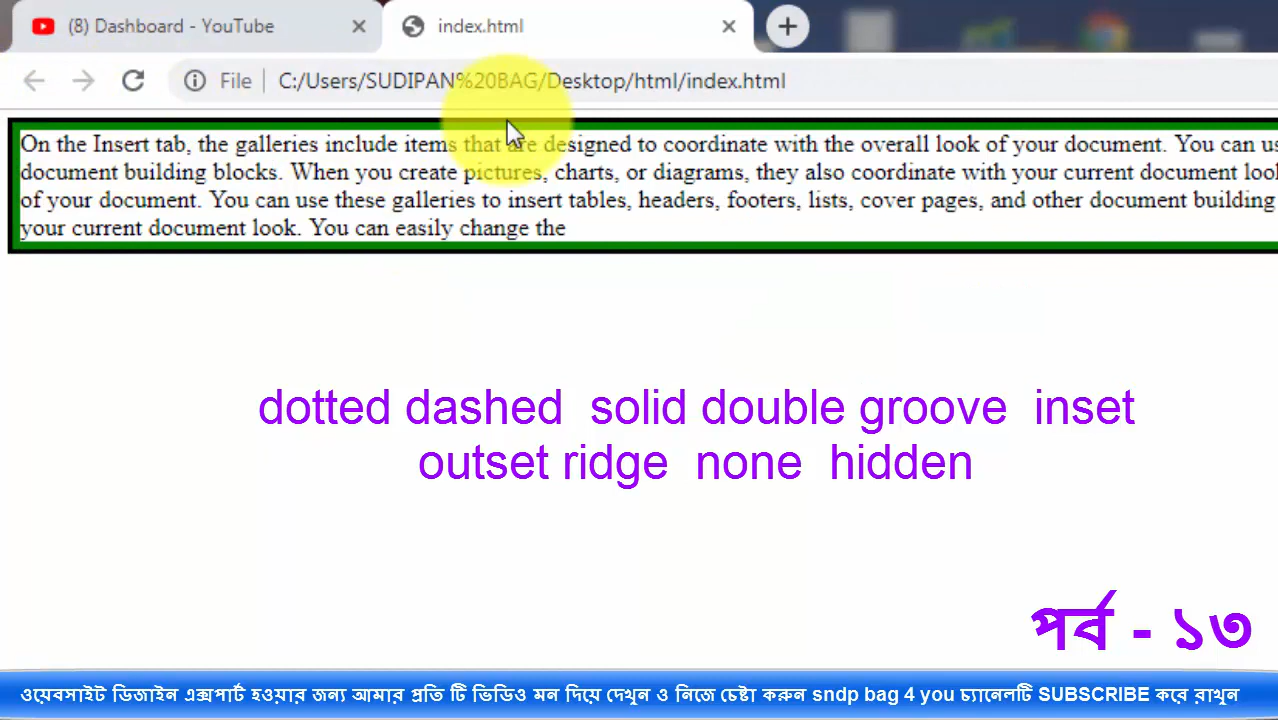 (8) Dashboard - YouTube
index.html
File
C:/Users/SUDIPAN%20BAG/Desktop/html/index.html
On the Insert tab, the galleries include items that are designed to coordinate with the overall look of your document. You can us
document building blocks. When you create pictures, charts, or diagrams, they also coordinate with your current document look
of your document. You can use these galleries to insert tables, headers, footers, lists, cover pages, and other document building
your current document look. You can easily change the
dotted dashed solid double groove inset
outset ridge none hidden
পর্ব - ১৩
ওয়েবসাইট ডিজাইন এক্সপার্ট হওয়ার জন্য আমার প্রতি টি ভিডিও মন দিয়ে দেখুন ও নিজে চেষ্টা করুন sndp bag 4 you চ্যানেলটি SUBSCRIBE করে রাখুন